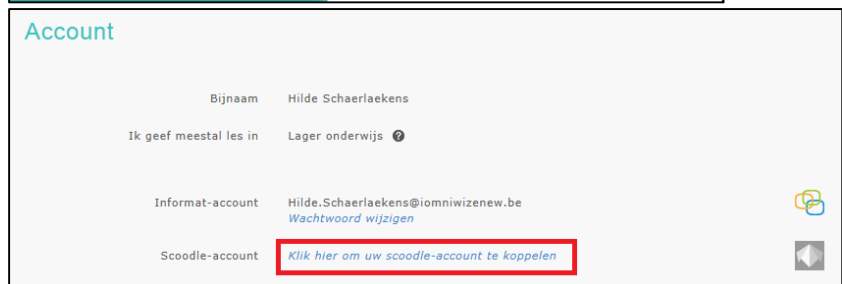 Account
Bijnaam Hilde Schaerlaekens
Ik geef meestal les in Lager onderwijs ?
Informat-account Hilde.Schaerlaekens@iomniwizenew.be
Wachtwoord wijzigen
Scoodle-account Klik hier om uw scoodle-account te koppelen